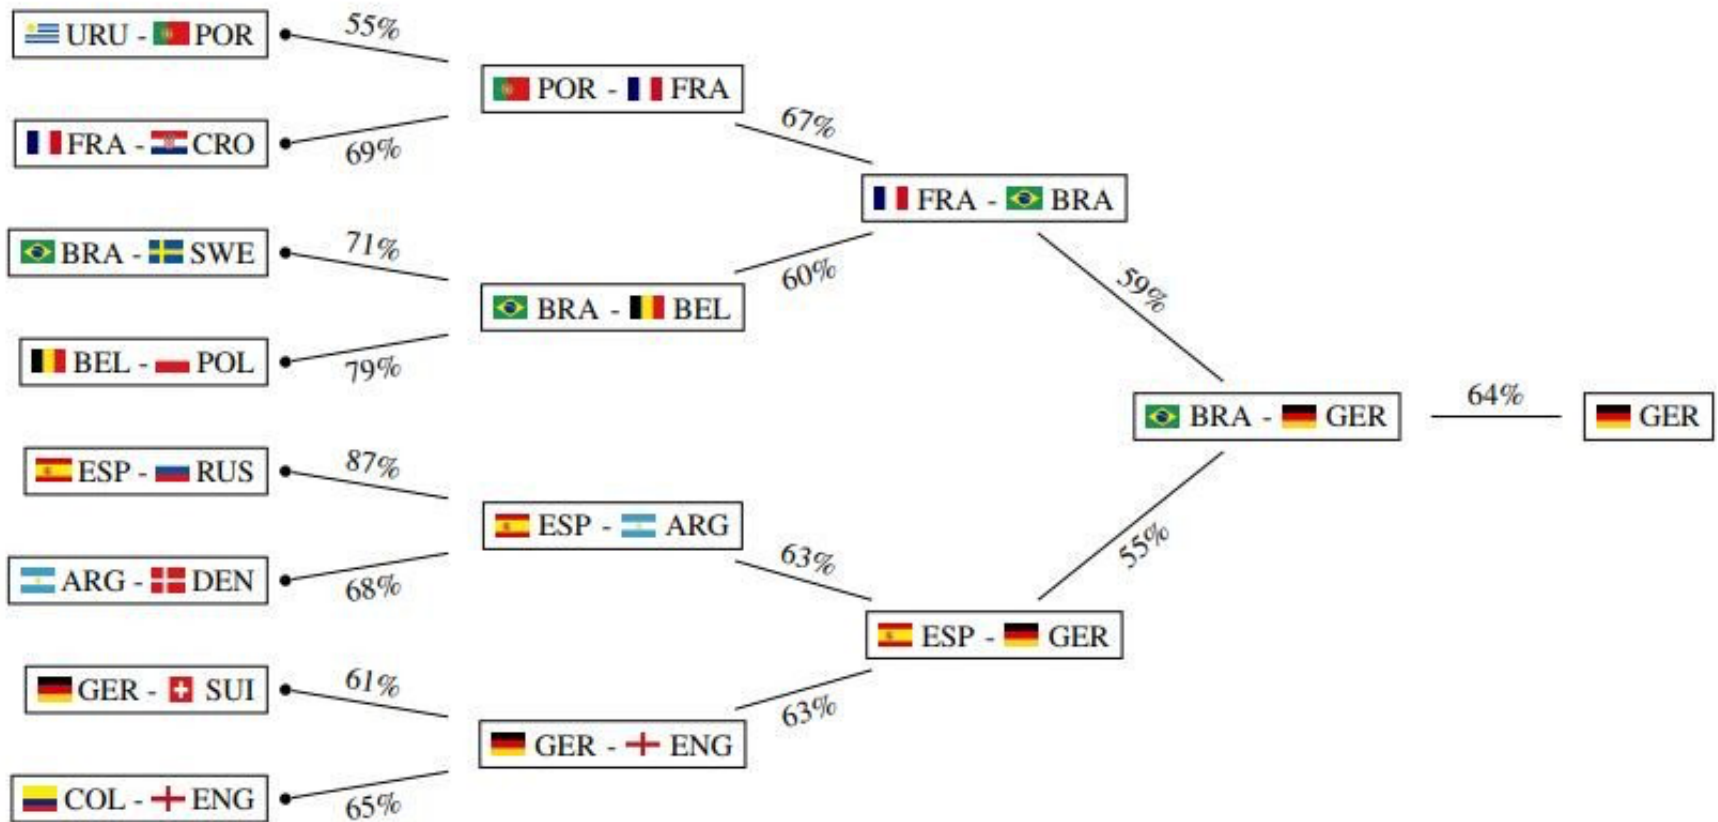 URU - POR
55%
FRA - CRO
69%
POR - FRA
67%
BRA - SWE
71%
BEL - POL
79%
BRA - BEL
60%
FRA - BRA
59%
ESP - RUS
87%
ARG - DEN
68%
ESP - ARG
63%
GER - SUI
61%
COL - ENG
65%
GER - ENG
63%
ESP - GER
55%
BRA - GER
64%
GER